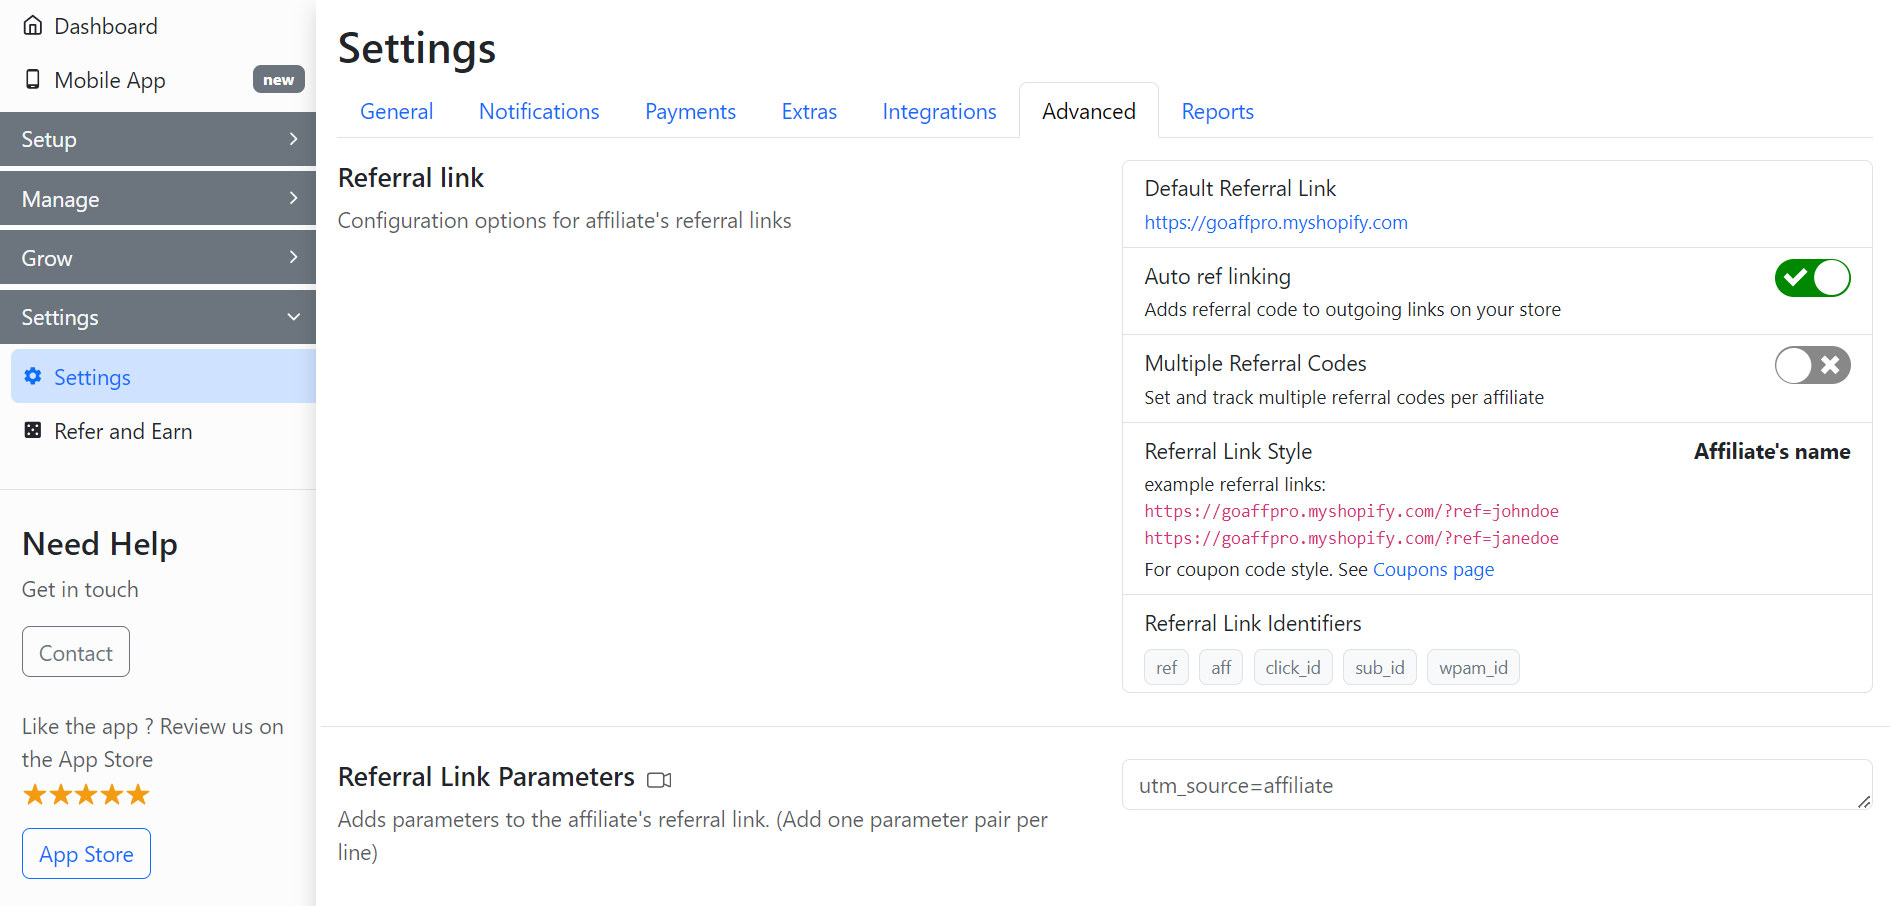 Dashboard
Mobile App
new
Setup
Manage
Grow
Settings
Settings
Refer and Earn
Need Help
Get in touch
Contact
Like the app ? Review us on
the App Store
App Store
Settings
General
Notifications
Payments
Extras
Integrations
Advanced
Reports
Referral link
Configuration options for affiliate's referral links
Default Referral Link
https://goaffpro.myshopify.com
Auto ref linking
Adds referral code to outgoing links on your store
Multiple Referral Codes
Set and track multiple referral codes per affiliate
Referral Link Style
Affiliate's name
example referral links:
https://goaffpro.myshopify.com/?ref=johndoe
https://goaffpro.myshopify.com/?ref=janedoe
For coupon code style. See Coupons page
Referral Link Identifiers
ref
aff
click_id
sub_id
wpam_id
Referral Link Parameters
Adds parameters to the affiliate's referral link. (Add one parameter pair per
line)
utm_source=affiliate